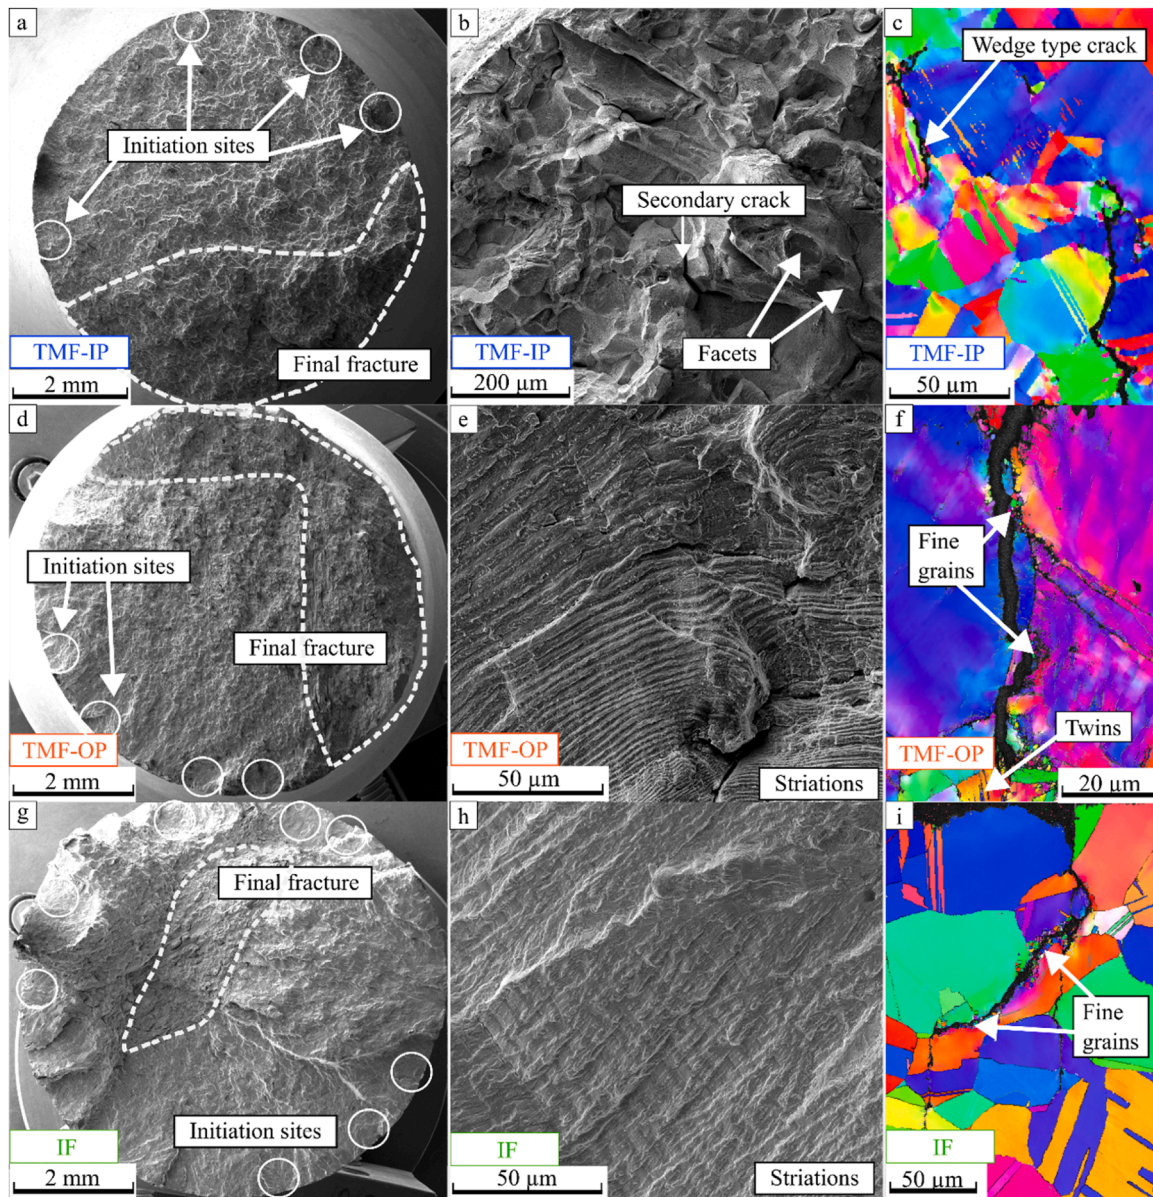 a
Initiation sites
Final fracture
TMF-IP
2 mm
b
Secondary crack
Facets
TMF-IP
200 µm
c
Wedge type crack
TMF-IP
50 µm
d
Initiation sites
Final fracture
TMF-OP
2 mm
e
TMF-OP
50 µm
Striations
f
Fine
grains
Twins
TMF-OP
20 µm
g
Final fracture
Initiation sites
IF
2 mm
h
IF
50 µm
Striations
i
Fine
grains
IF
50 µm